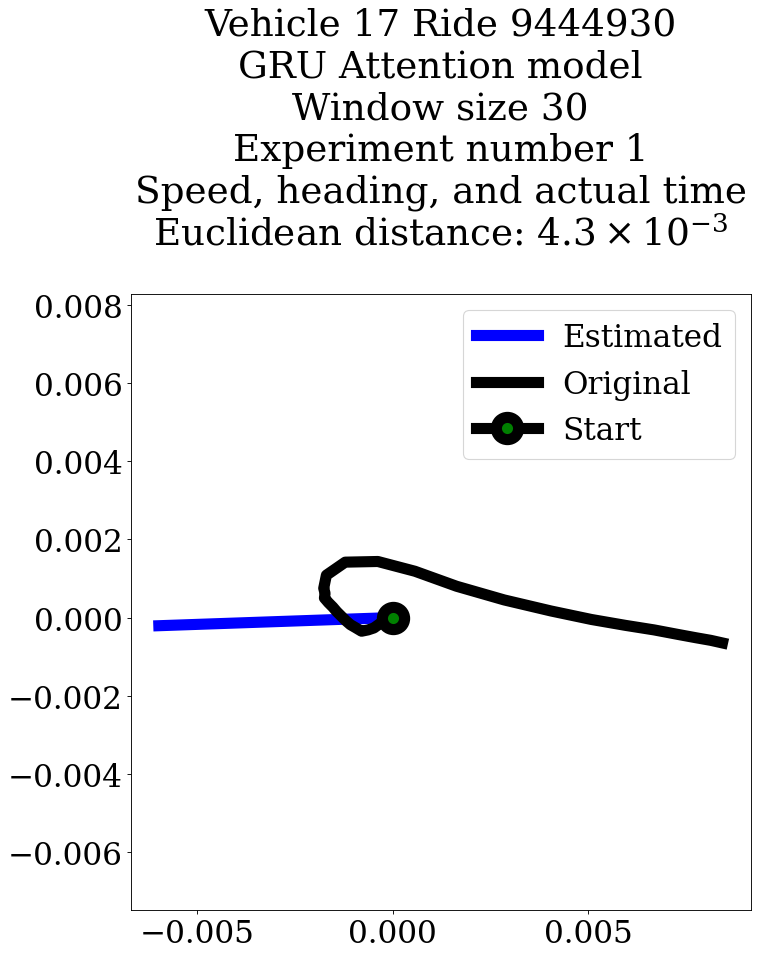 Vehicle 17 Ride 9444930
GRU Attention model
Window size 30
Experiment number 1
Speed, heading, and actual time
Euclidean distance: 4.3 × 10⁻³
Estimated
Original
Start
0.008
0.006
0.004
0.002
0.000
−0.002
−0.004
−0.006
−0.005 0.000 0.005